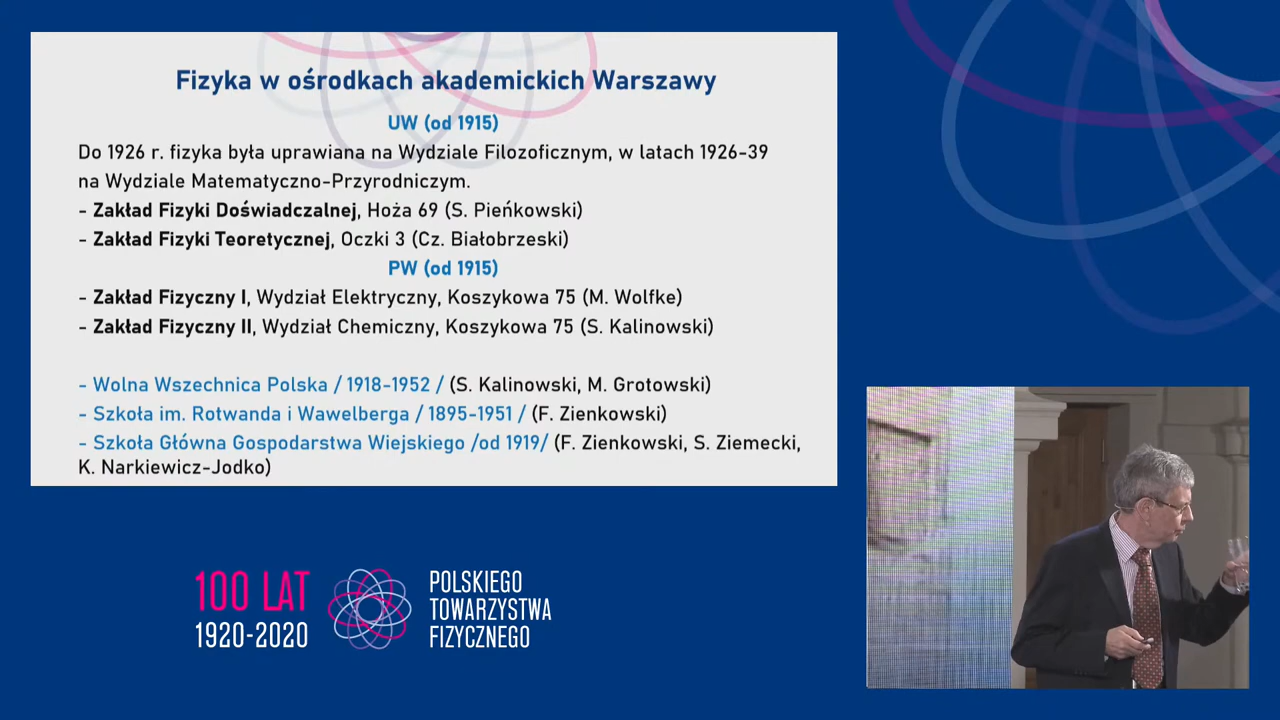 Fizyka w ośrodkach akademickich Warszawy
UW (od 1915)
Do 1926 r. fizyka była uprawiana na Wydziale Filozoficznym, w latach 1926-39
na Wydziale Matematyczno-Przyrodniczym.
- Zakład Fizyki Doświadczalnej, Hoża 69 (S. Pieńkowski)
- Zakład Fizyki Teoretycznej, Oczki 3 (Cz. Białobrzeski)
PW (od 1915)
- Zakład Fizyczny I, Wydział Elektryczny, Koszykowa 75 (M. Wolfke)
- Zakład Fizyczny II, Wydział Chemiczny, Koszykowa 75 (S. Kalinowski)
- Wolna Wszechnica Polska / 1918-1952 / (S. Kalinowski, M. Grotowski)
- Szkoła im. Rotwanda i Wawelberga / 1895-1951 / (F. Zienkowski)
- Szkoła Główna Gospodarstwa Wiejskiego /od 1919/ (F. Zienkowski, S. Ziemecki,
K. Narkiewicz-Jodko)
100 LAT
1920-2020
POLSKIEGO
TOWARZYSTWA
FIZYCZNEGO